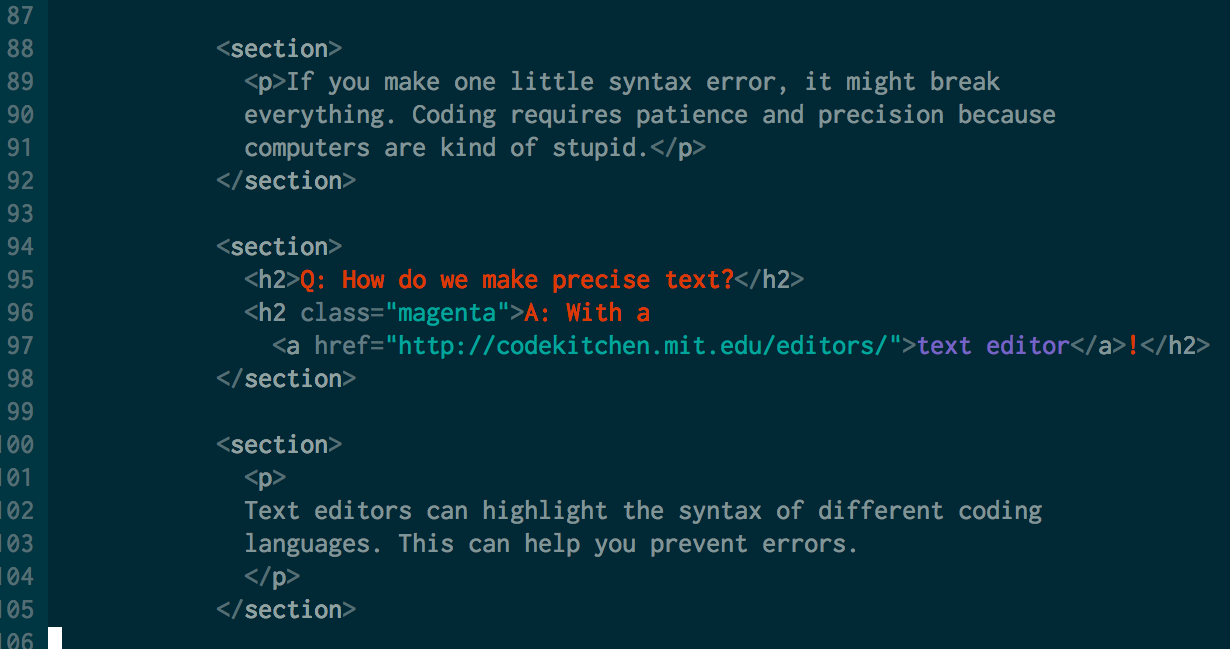 87
88 <section>
89 <p>If you make one little syntax error, it might break
90 everything. Coding requires patience and precision because
91 computers are kind of stupid.</p>
92 </section>
93
94 <section>
95 <h2>Q: How do we make precise text?</h2>
96 <h2 class="magenta">A: With a
97 <a href="http://codekitchen.mit.edu/editors/">text editor</a>!</h2>
98 </section>
99
100 <section>
101 <p>
102 Text editors can highlight the syntax of different coding
103 languages. This can help you prevent errors.
104 </p>
105 </section>
106